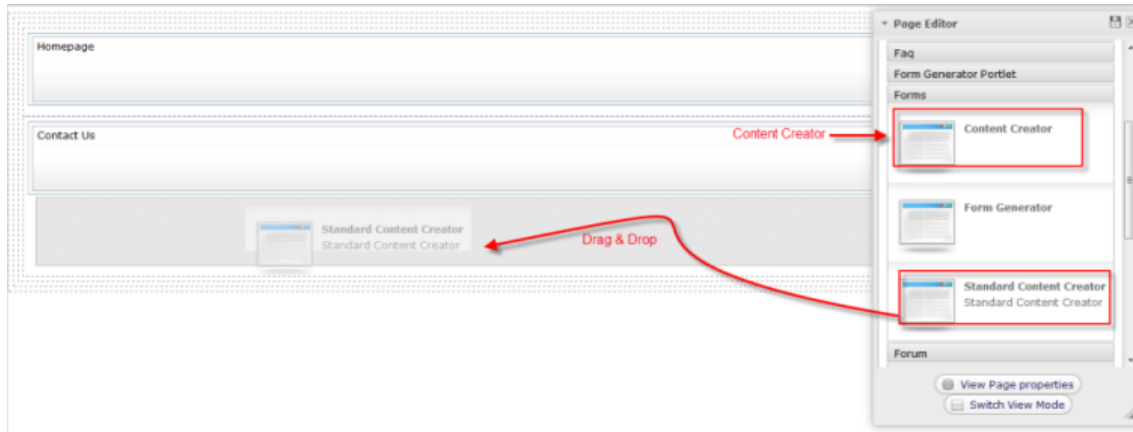 Page Editor
Homepage
Faq
Form Generator Portlet
Forms
Contact Us
Content Creator
Content Creator
Form Generator
Standard Content Creator
Standard Content Creator
Drag & Drop
Standard Content Creator
Standard Content Creator
Forum
View Page properties
Switch View Mode